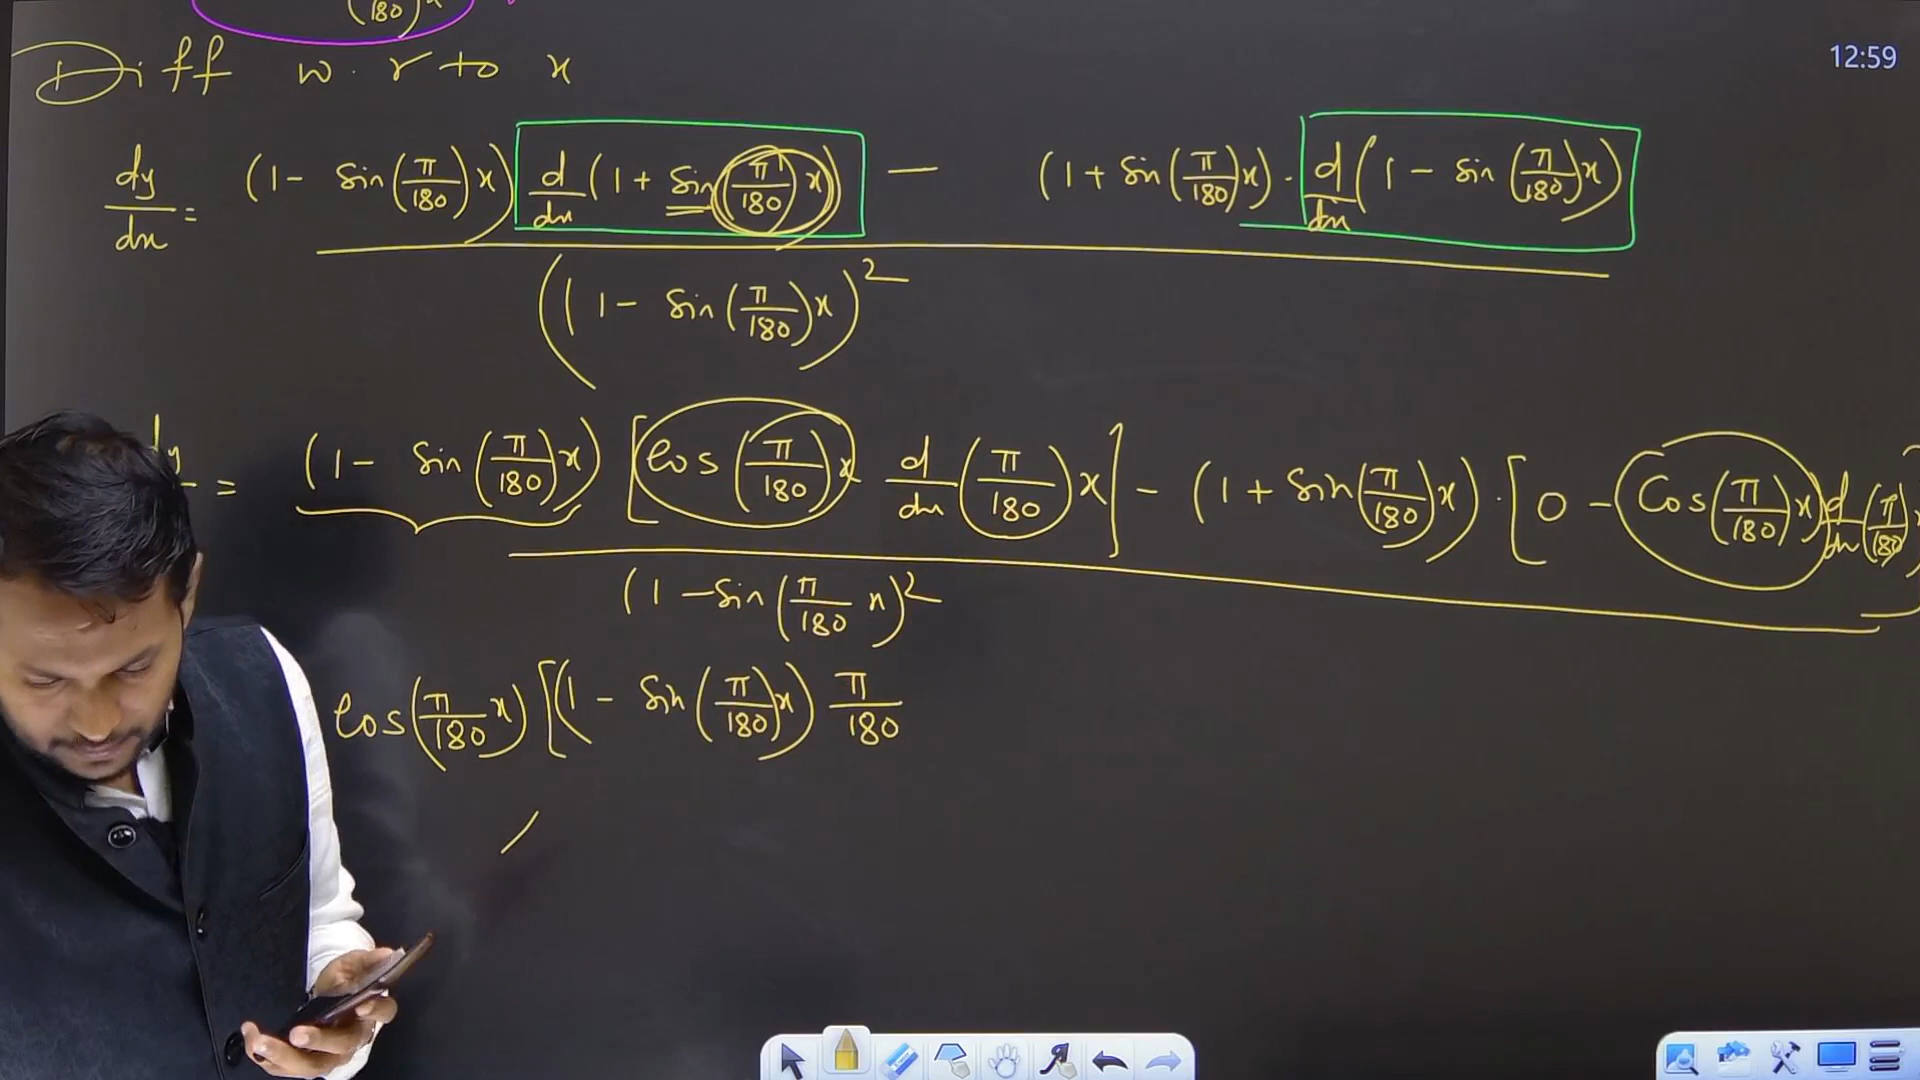 (π/180)x
12:59
Diff w.r to x
dy/dx = (1 - sin(π/180)x) d/dx(1 + sin(π/180)x) — (1 + sin(π/180)x) · d/dx(1 - sin(π/180)x)
((1 - sin(π/180)x)2
dy = (1 - sin(π/180)x) [cos(π/180)x d/dx(π/180)x] - (1 + sin(π/180)x) · [0 - cos(π/180)x) d/dx(π/180)x
(1 - sin(π/180 x)2
cos(π/180 x) [(1 - sin(π/180)x) π/180